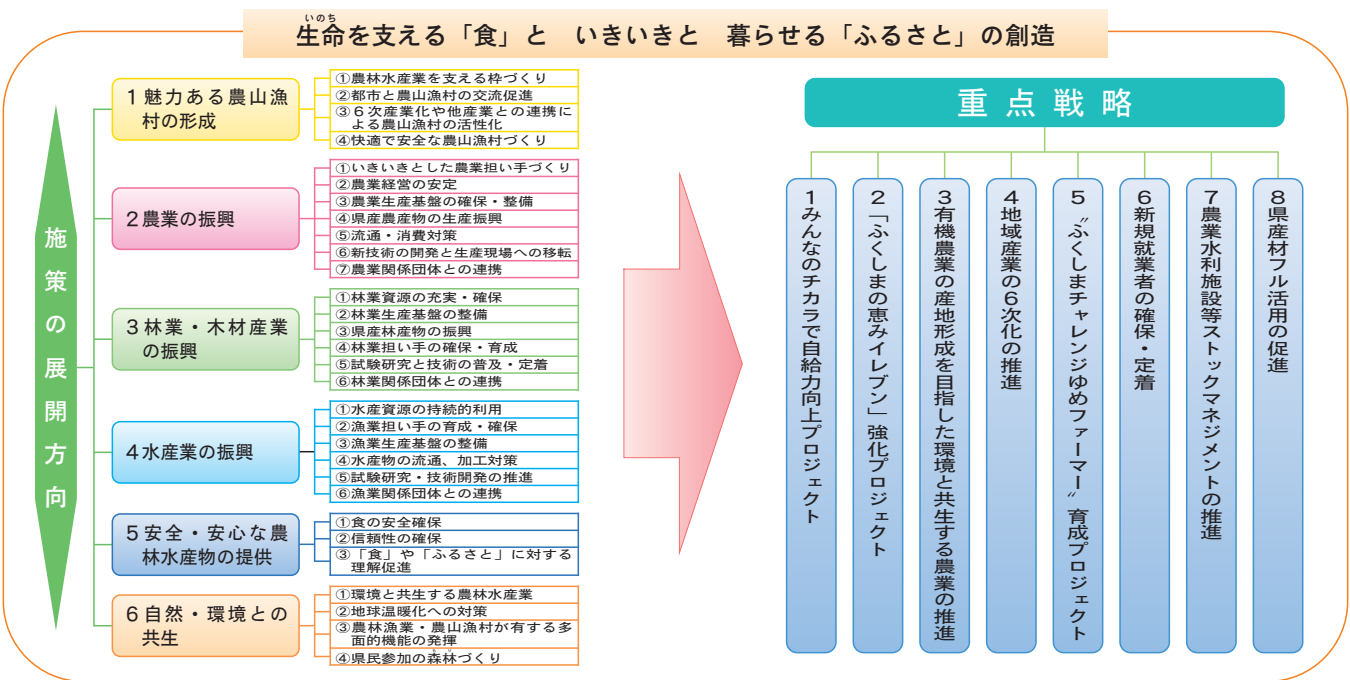 いのち
生命を支える「食」と いきいきと 暮らせる「ふるさと」の創造
施策の展開方向
1 魅力ある農山漁
村の形成
①農林水産業を支える枠づくり
②都市と農山漁村の交流促進
③６次産業化や他産業との連携に
よる農山漁村の活性化
④快適で安全な農山漁村づくり
2 農業の振興
①いきいきとした農業担い手づくり
②農業経営の安定
③農業生産基盤の確保・整備
④県産農産物の生産振興
⑤流通・消費対策
⑥新技術の開発と生産現場への移転
⑦農業関係団体との連携
3 林業・木材産業
の振興
①林業資源の充実・確保
②林業生産基盤の整備
③県産林産物の振興
④林業担い手の確保・育成
⑤試験研究と技術の普及・定着
⑥林業関係団体との連携
4 水産業の振興
①水産資源の持続的利用
②漁業担い手の育成・確保
③漁業生産基盤の整備
④水産物の流通、加工対策
⑤試験研究・技術開発の推進
⑥漁業関係団体との連携
5 安全・安心な農
林水産物の提供
①食の安全確保
②信頼性の確保
③「食」や「ふるさと」に対する
理解促進
6 自然・環境との
共生
①環境と共生する農林水産業
②地球温暖化への対策
③農林漁業・農山漁村が有する多
面的機能の発揮
④県民参加の森林づくり
重点戦略
1 みんなのチカラで自給力向上プロジェクト
2 「ふくしまの恵みイレブン」強化プロジェクト
3 有機農業の産地形成を目指した環境と共生する農業の推進
4 地域産業の６次化の推進
5 〝ふくしまチャレンジゆめファーマー〟育成プロジェクト
6 新規就業者の確保・定着
7 農業水利施設等ストックマネジメントの推進
8 県産材フル活用の促進